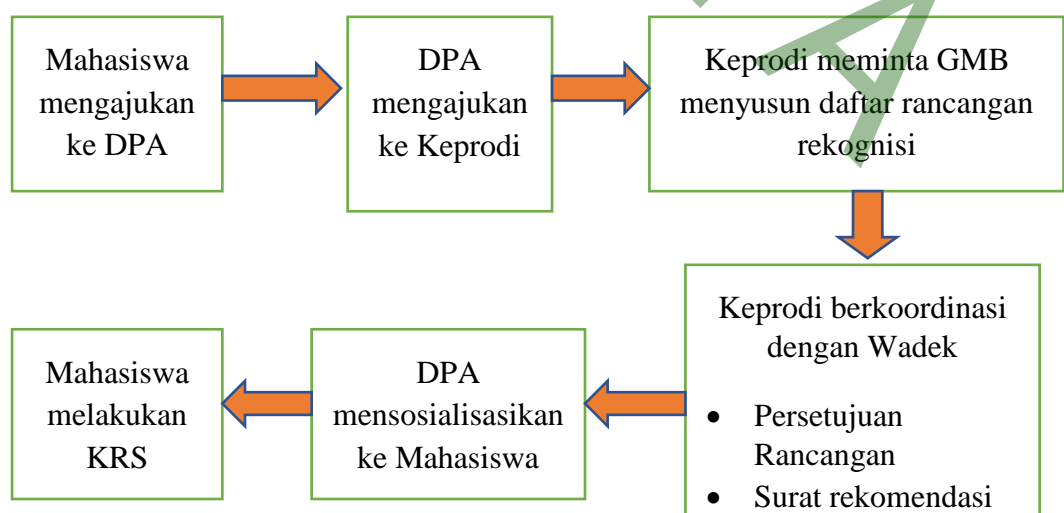 Mahasiswa
mengajukan
ke DPA
DPA
mengajukan
ke Keprodi
Keprodi meminta GMB
menyusun daftar rancangan
rekognisi
Keprodi berkoordinasi
dengan Wadek
• Persetujuan
Rancangan
• Surat rekomendasi
DPA
mensosialisasikan
ke Mahasiswa
Mahasiswa
melakukan
KRS